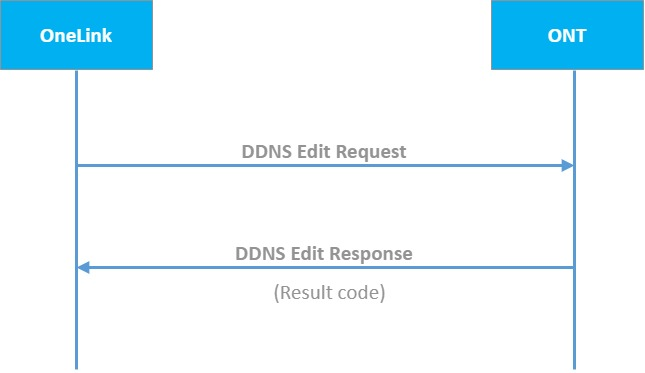 OneLink
ONT
DDNS Edit Request
DDNS Edit Response
(Result code)